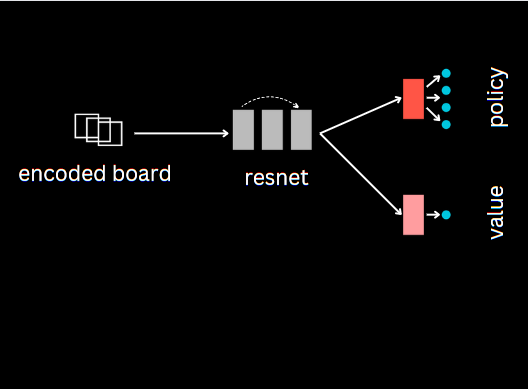 encoded board
resnet
policy
value